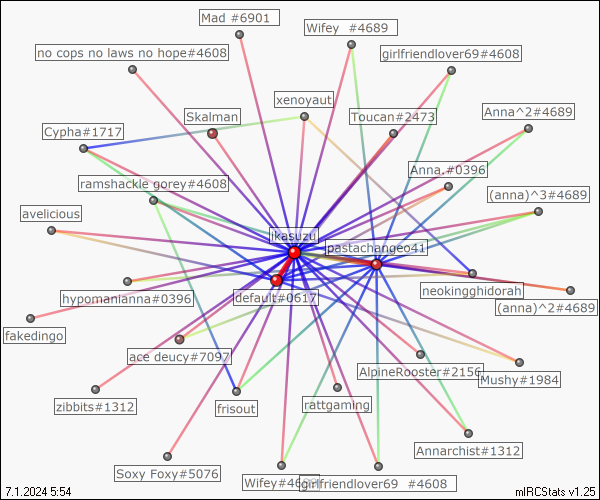 Mad #6901
Wifey #4689
no cops no laws no hope#4608
girlfriendlover69#4608
xenoyaut
Skalman
Toucan#2473
Anna^2#4689
Cypha#1717
ramshackle gorey#4608
Anna.#0396
(anna)^3#4689
avelicious
ikasuzu
pastachangeo41
hypomanianna#0396
default#0617
neokingghidorah
(anna)^2#4689
fakedingo
ace deucy#7097
AlpineRooster#2156
Mushy#1984
zibbits#1312
frisout
rattgaming
Annarchist#1312
Soxy Foxy#5076
girlfriendlover69 #4608
7.1.2024 5:54
mIRCStats v1.25